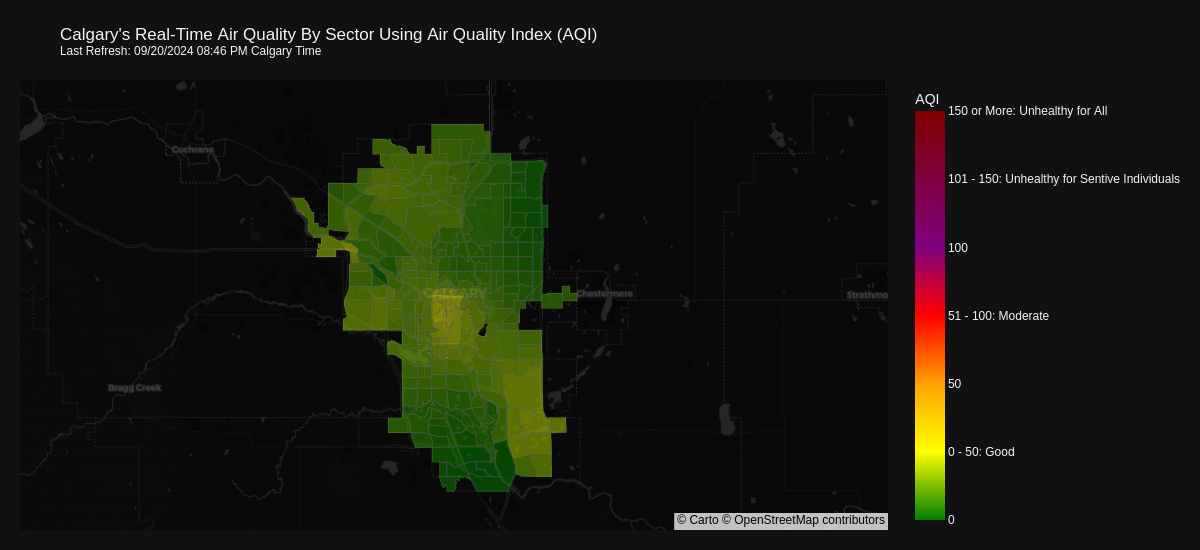 Calgary's Real-Time Air Quality By Sector Using Air Quality Index (AQI)
Last Refresh: 09/20/2024 08:46 PM Calgary Time
AQI
150 or More: Unhealthy for All
Cochrane
101 - 150: Unhealthy for Sentive Individuals
100
CALGARY
Chestermere
Strathmo
51 - 100: Moderate
Bragg Creek
50
0 - 50: Good
0
© Carto © OpenStreetMap contributors